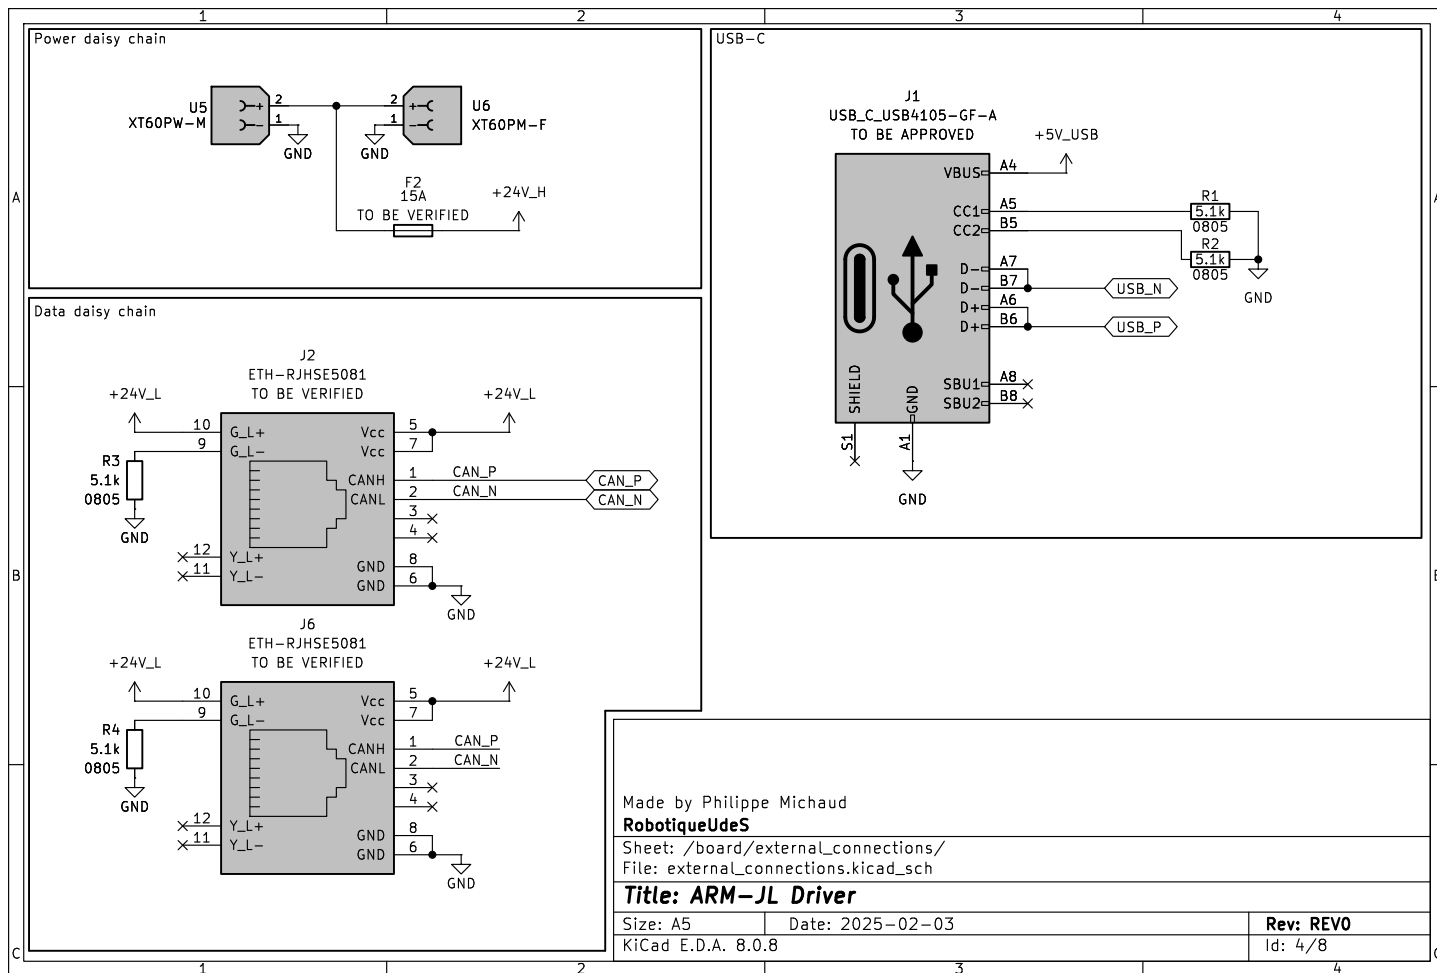 1 2 3 4
Power daisy chain
U5
XT60PW-M
2
1
+
-
GND
2
1
+
-
GND
U6
XT60PM-F
F2
15A
TO BE VERIFIED
+24V_H
A
USB-C
J1
USB_C_USB4105-GF-A
TO BE APPROVED
+5V_USB
VBUS A4
CC1 A5
CC2 B5
R1
5.1k
0805
R2
5.1k
0805
GND
D- A7
D- B7
USB_N
D+ A6
D+ B6
USB_P
SBU1 A8
SBU2 B8
SHIELD
GND
S1
A1
GND
Data daisy chain
J2
ETH-RJHSE5081
TO BE VERIFIED
+24V_L
+24V_L
10 G_L+
9 G_L-
Vcc 5
Vcc 7
R3
5.1k
0805
GND
CANH 1 CAN_P
CANL 2 CAN_N
CAN_P
CAN_N
3
4
12 Y_L+
11 Y_L-
GND 8
GND 6
GND
B
J6
ETH-RJHSE5081
TO BE VERIFIED
+24V_L
+24V_L
10 G_L+
9 G_L-
Vcc 5
Vcc 7
R4
5.1k
0805
GND
CANH 1 CAN_P
CANL 2 CAN_N
3
4
12 Y_L+
11 Y_L-
GND 8
GND 6
GND
Made by Philippe Michaud
RobotiqueUdeS
Sheet: /board/external_connections/
File: external_connections.kicad_sch
Title: ARM-JL Driver
Size: A5 Date: 2025-02-03 Rev: REV0
KiCad E.D.A. 8.0.8 Id: 4/8
C
1 2 3 4